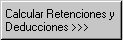 Calcular Retenciones y
Deducciones >>>